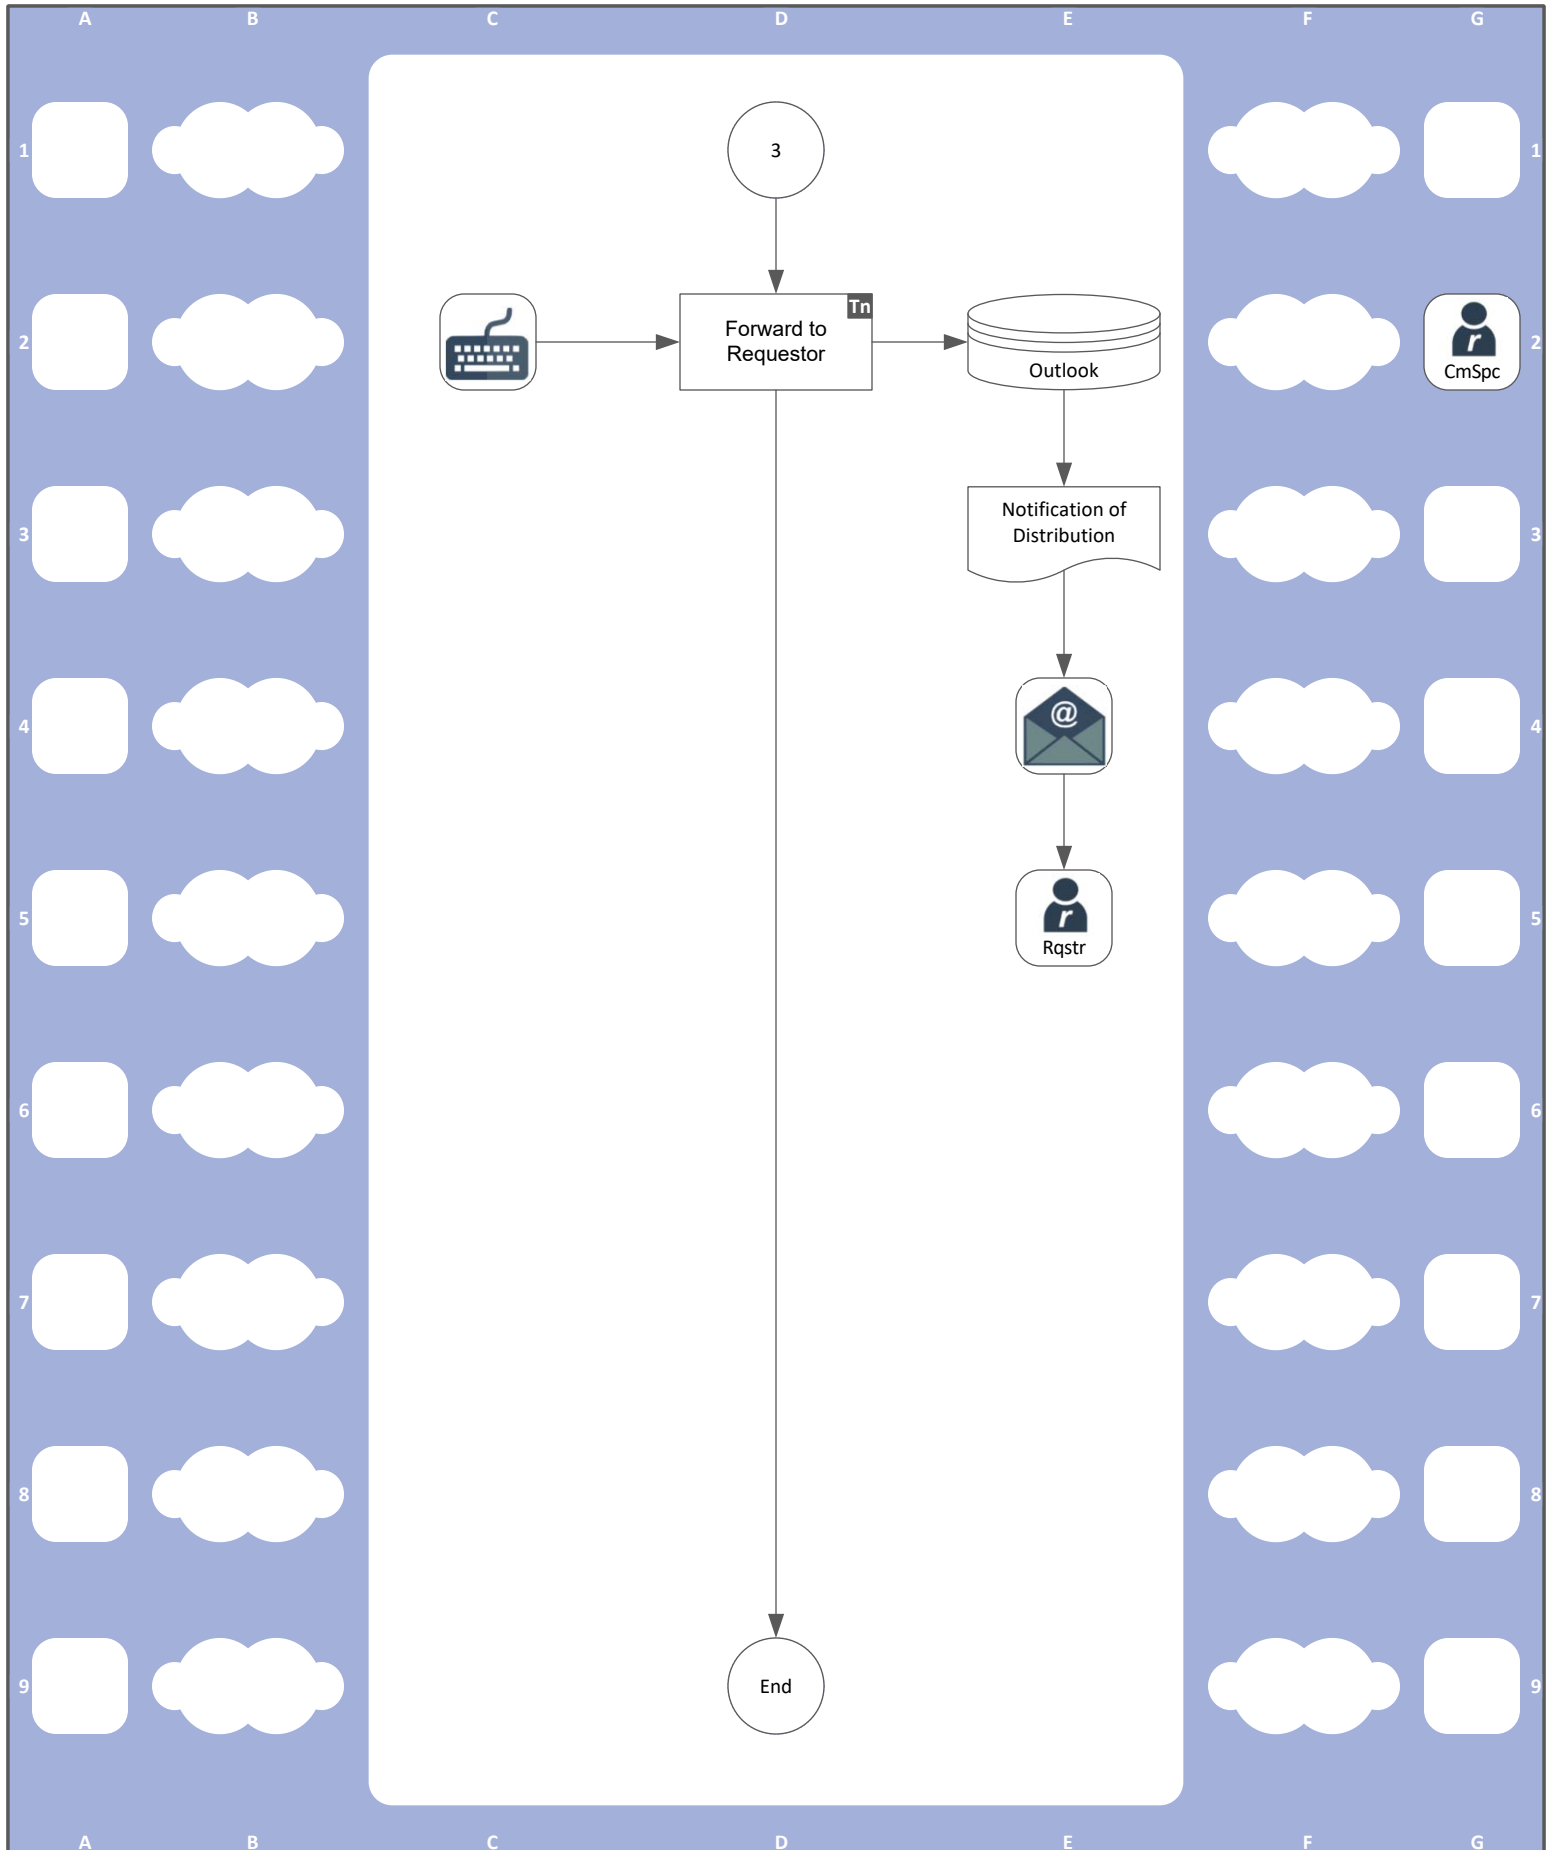 A B C D E F G
1 3 1
Tn
2 Forward to 2
Requestor
Outlook
r
CmSpc
3 Notification of 3
Distribution
4 @ 4
5 r 5
Rqstr
6 6
7 7
8 8
9 End 9
A B C D E F G